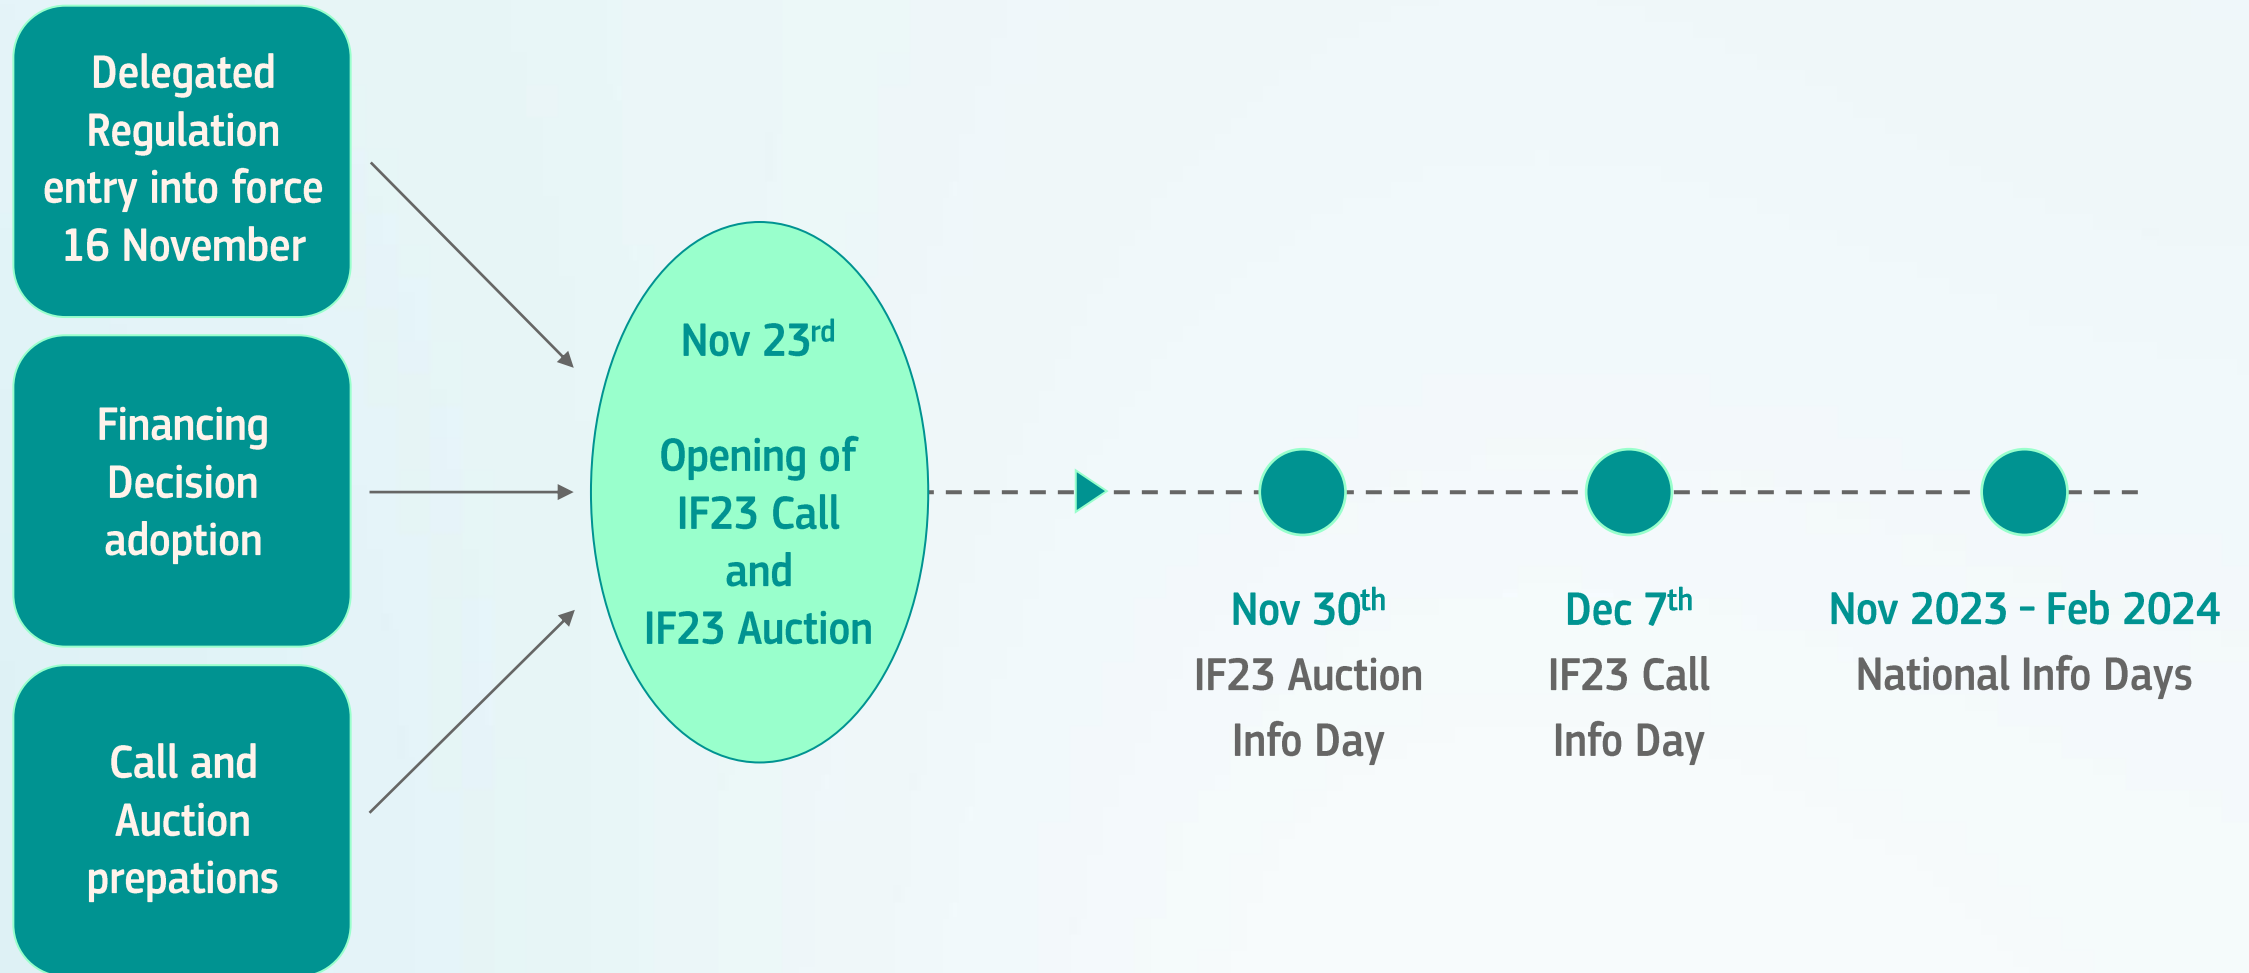 Delegated
Regulation
entry into force
16 November
Financing
Decision
adoption
Call and
Auction
prepations
Nov 23rd
Opening of
IF23 Call
and
IF23 Auction
Nov 30th
IF23 Auction
Info Day
Dec 7th
IF23 Call
Info Day
Nov 2023 - Feb 2024
National Info Days